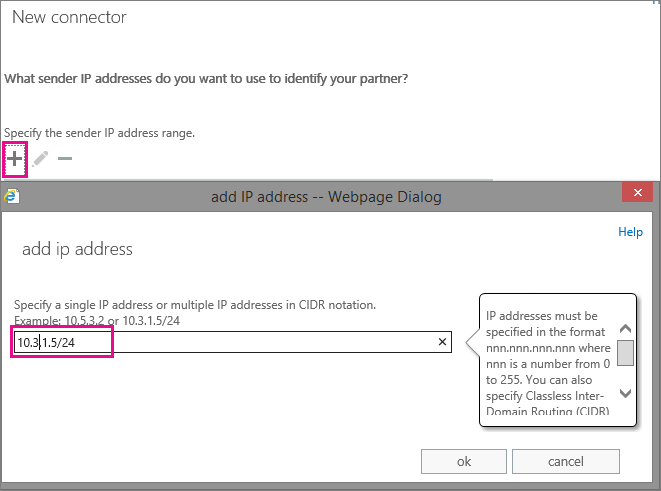 New connector
What sender IP addresses do you want to use to identify your partner?
Specify the sender IP address range.
add IP address -- Webpage Dialog
Help
add ip address
Specify a single IP address or multiple IP addresses in CIDR notation.
Example: 10.5.3.2 or 10.3.1.5/24
10.3.1.5/24
IP addresses must be
specified in the format
nnn.nnn.nnn.nnn where
nnn is a number from 0
to 255. You can also
specify Classless Inter-
Domain Routing (CIDR)
ok
cancel